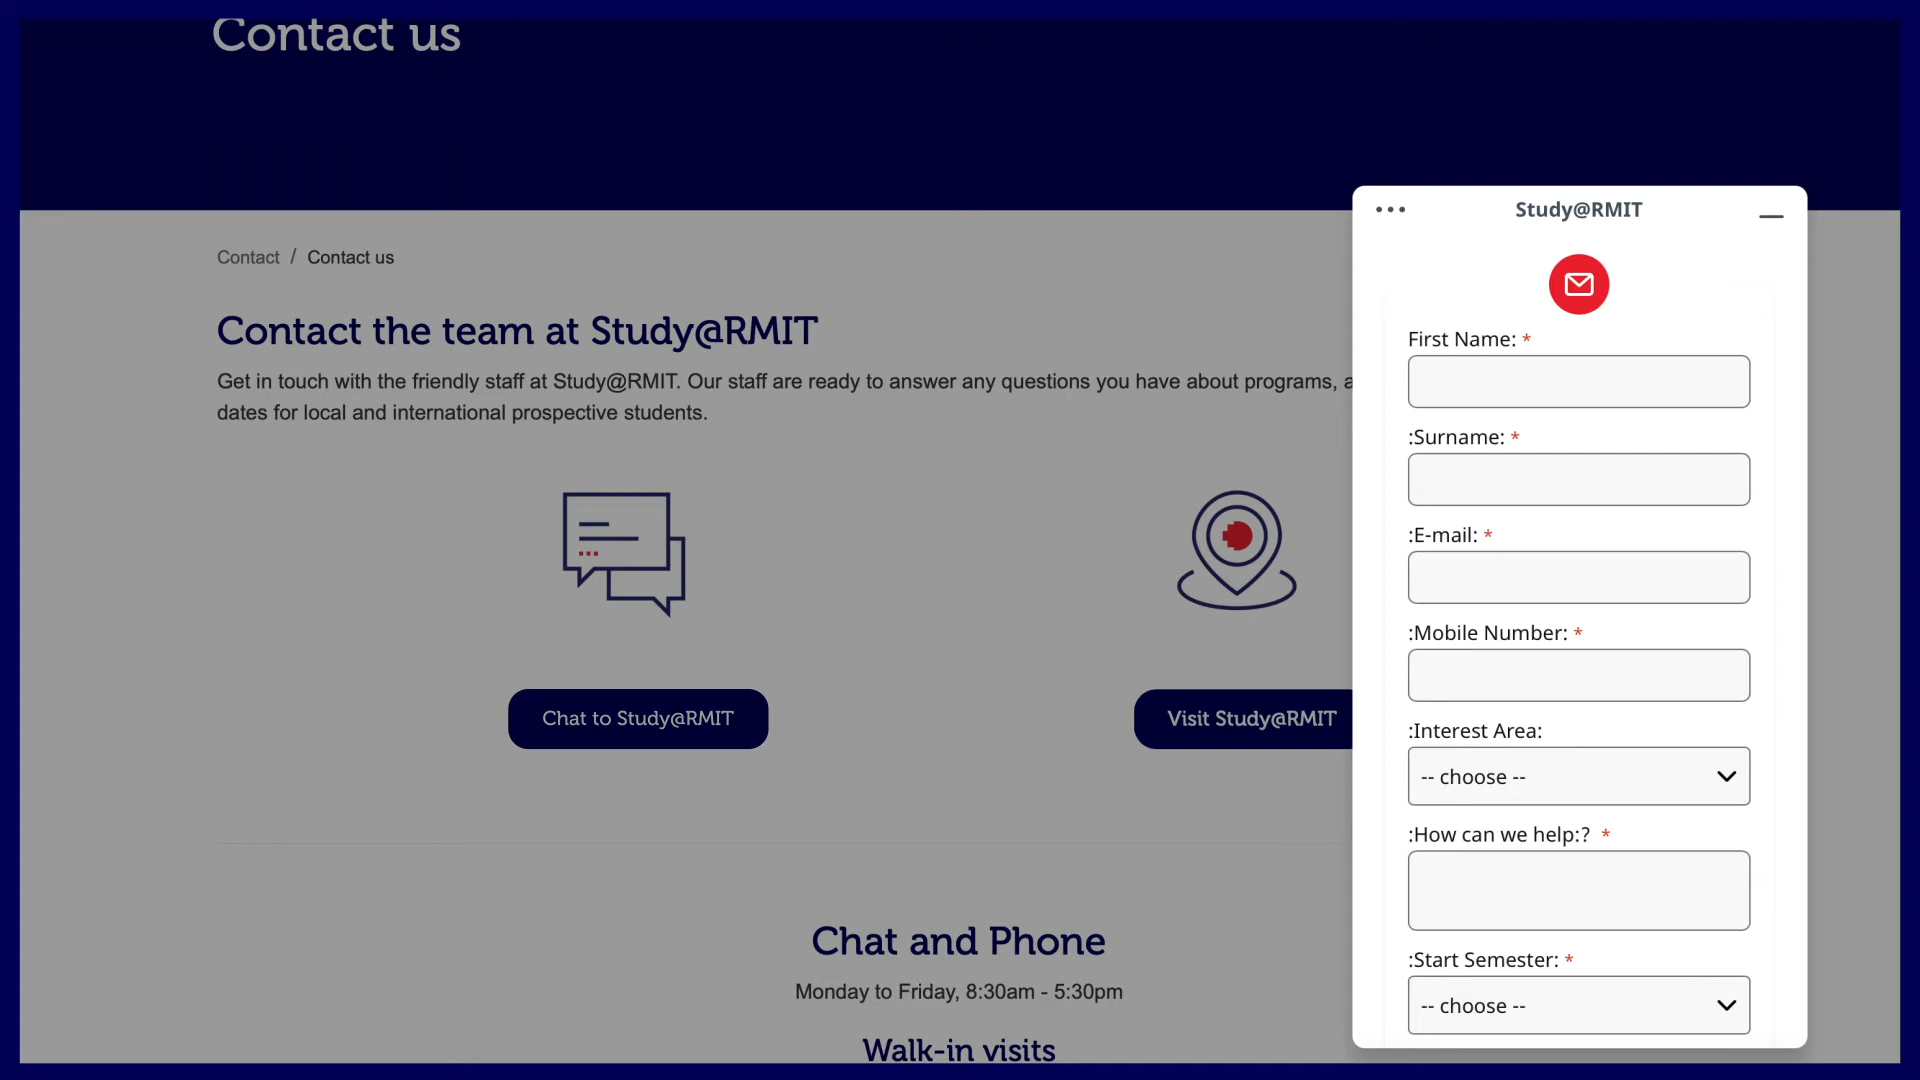 Contact us
Contact / Contact us
Contact the team at Study@RMIT
Get in touch with the friendly staff at Study@RMIT. Our staff are ready to answer any questions you have about programs, a
dates for local and international prospective students.
Chat to Study@RMIT
Visit Study@RMIT
Chat and Phone
Monday to Friday, 8:30am - 5:30pm
Walk-in visits
Study@RMIT
First Name: *
:Surname: *
:E-mail: *
:Mobile Number: *
:Interest Area:
-- choose --
:How can we help:? *
:Start Semester: *
-- choose --